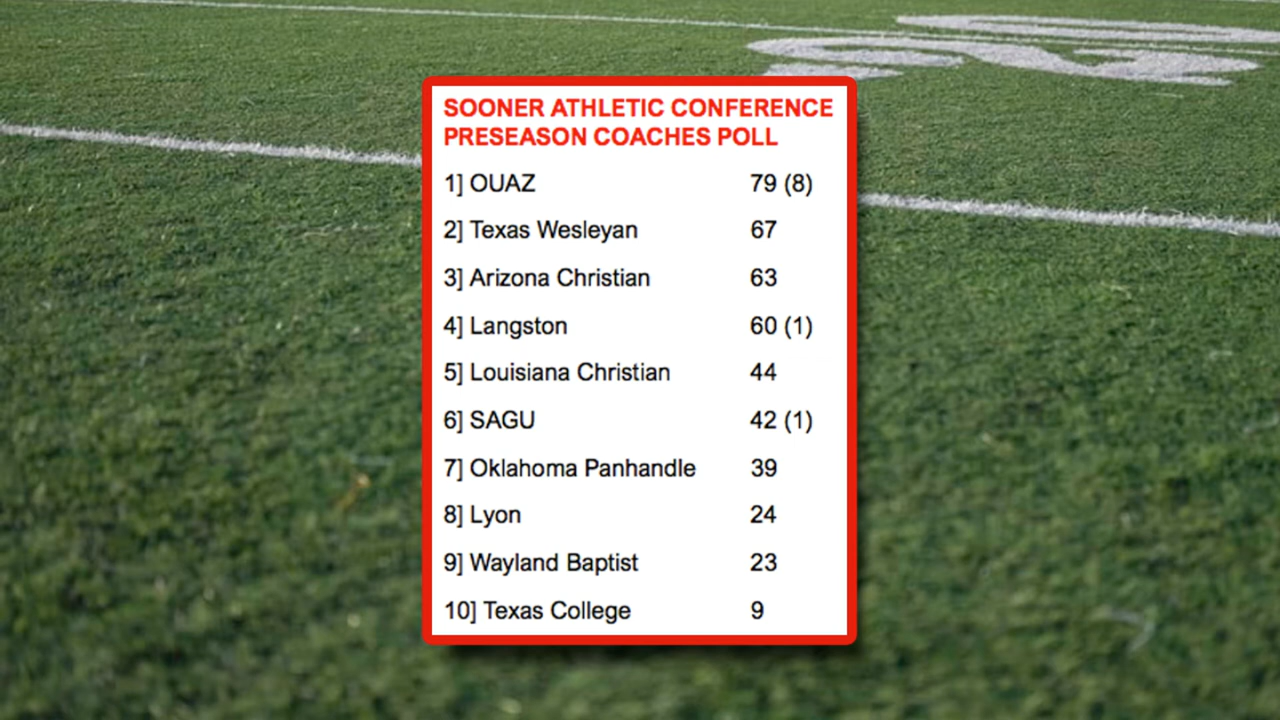 SOONER ATHLETIC CONFERENCE
PRESEASON COACHES POLL
1] OUAZ 79 (8)
2] Texas Wesleyan 67
3] Arizona Christian 63
4] Langston 60 (1)
5] Louisiana Christian 44
6] SAGU 42 (1)
7] Oklahoma Panhandle 39
8] Lyon 24
9] Wayland Baptist 23
10] Texas College 9